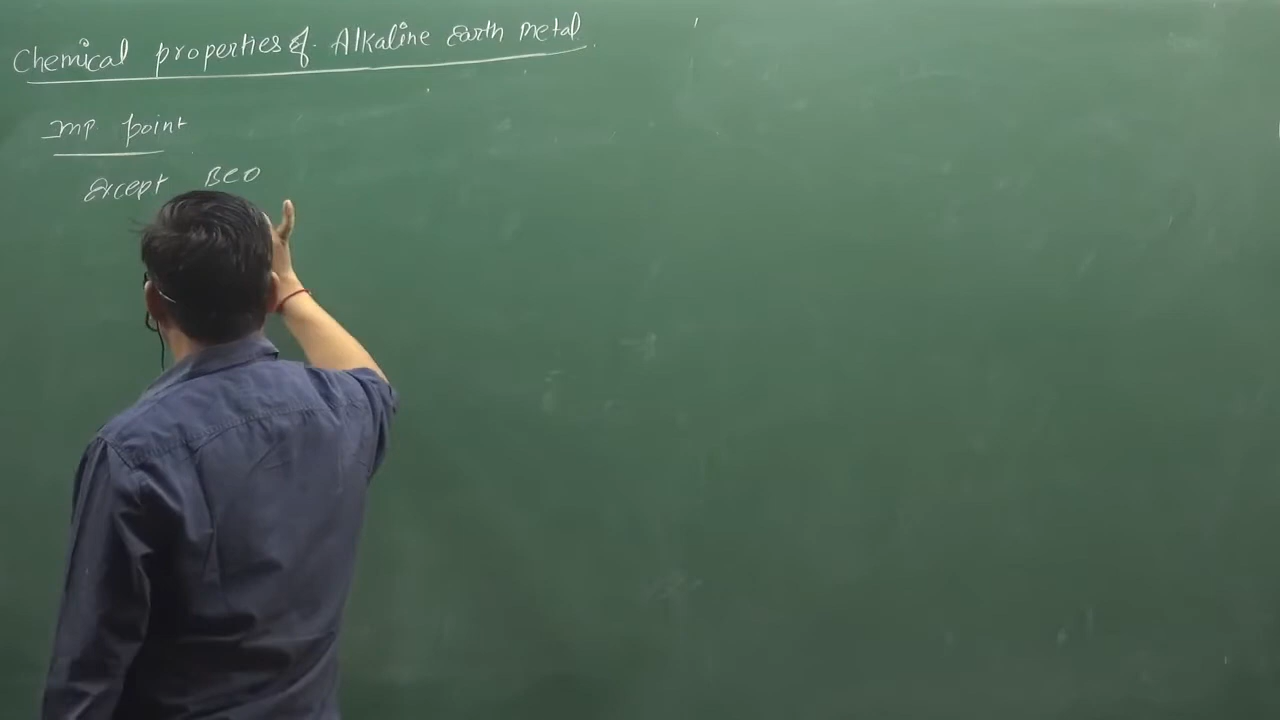 Chemical properties of Alkaline Earth metal.
Imp. point
Except BeO